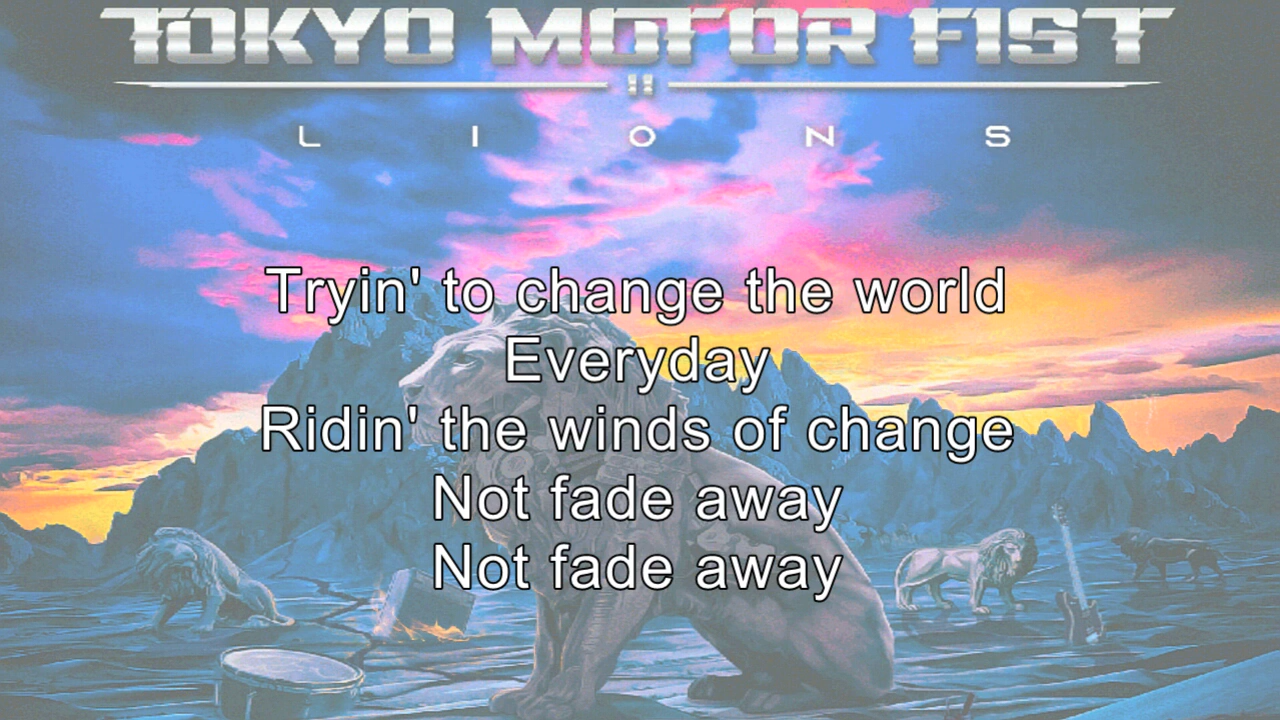 TOKYO MOTOR FIST
II
LIONS
Tryin' to change the world
Everyday
Ridin' the winds of change
Not fade away
Not fade away